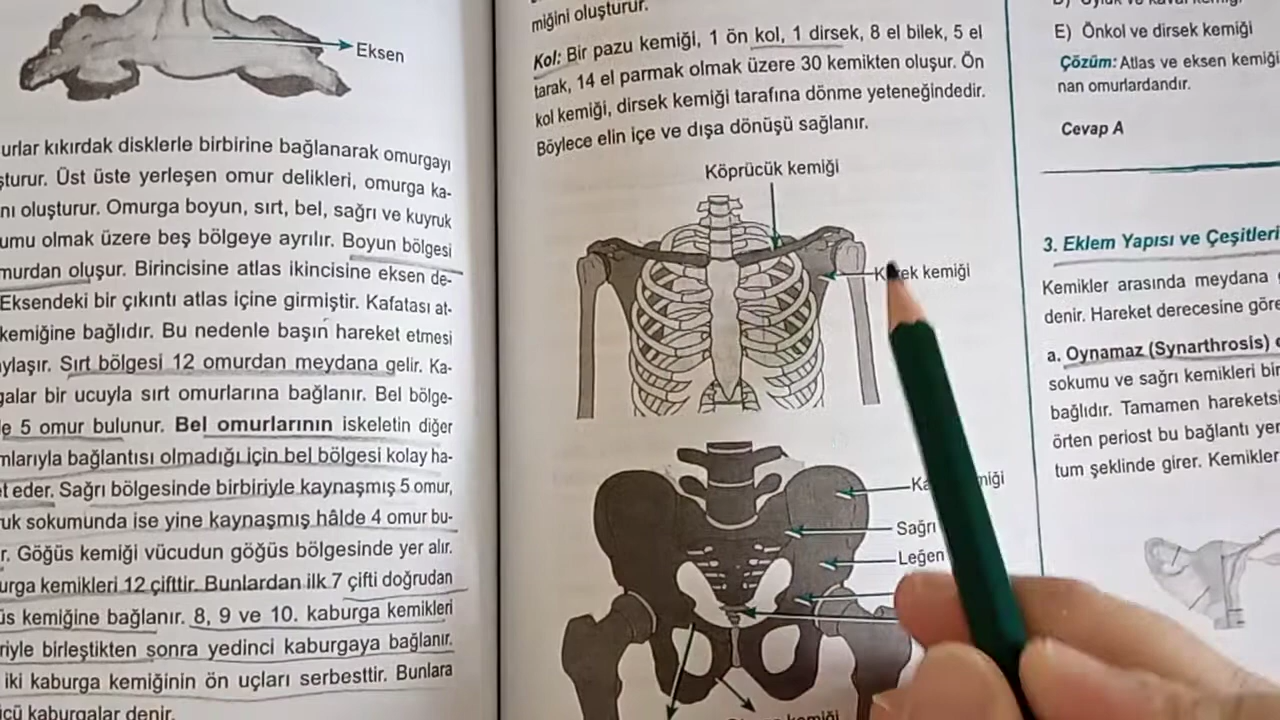 Eksen
urlar kıkırdak disklerle birbirine bağlanarak omurgayı
şturur. Üst üste yerleşen omur delikleri, omurga ka-
nı oluşturur. Omurga boyun, sırt, bel, sağrı ve kuyruk
umu olmak üzere beş bölgeye ayrılır. Boyun bölgesi
murdan oluşur. Birincisine atlas ikincisine eksen de-
Eksendeki bir çıkıntı atlas içine girmiştir. Kafatası at-
kemiğine bağlıdır. Bu nedenle başın hareket etmesi
ylaşır. Sırt bölgesi 12 omurdan meydana gelir. Ka-
galar bir ucuyla sırt omurlarına bağlanır. Bel bölge-
e 5 omur bulunur. Bel omurlarının iskeletin diğer
mlarıyla bağlantısı olmadığı için bel bölgesi kolay ha-
et eder. Sağrı bölgesinde birbiriyle kaynaşmış 5 omur,
uk sokumunda ise yine kaynaşmış hâlde 4 omur bu-
r. Göğüs kemiği vücudun göğüs bölgesinde yer alır.
urga kemikleri 12 çifttir. Bunlardan ilk 7 çifti doğrudan
üs kemiğine bağlanır. 8, 9 ve 10. kaburga kemikleri
riyle birleştikten sonra yedinci kaburgaya bağlanır.
iki kaburga kemiğinin ön uçları serbesttir. Bunlara
ücü kaburgalar denir.
miğini oluşturur.
Kol: Bir pazu kemiği, 1 ön kol, 1 dirsek, 8 el bilek, 5 el
tarak, 14 el parmak olmak üzere 30 kemikten oluşur. Ön
kol kemiği, dirsek kemiği tarafına dönme yeteneğindedir.
Böylece elin içe ve dışa dönüşü sağlanır.
Köprücük kemiği
kemiği
Sağrı
Leğen
kemiği
E) Önkol ve dirsek kemiği
Çözüm: Atlas ve eksen kemiği
nan omurlardandır.
Cevap A
3. Eklem Yapısı ve Çeşitleri
Kemikler arasında meydana
denir. Hareket derecesine göre
a. Oynamaz (Synarthrosis)
sokumu ve sağrı kemikleri bir
bağlıdır. Tamamen hareketsi
örten periost bu bağlantı yer
tum şeklinde girer. Kemikler